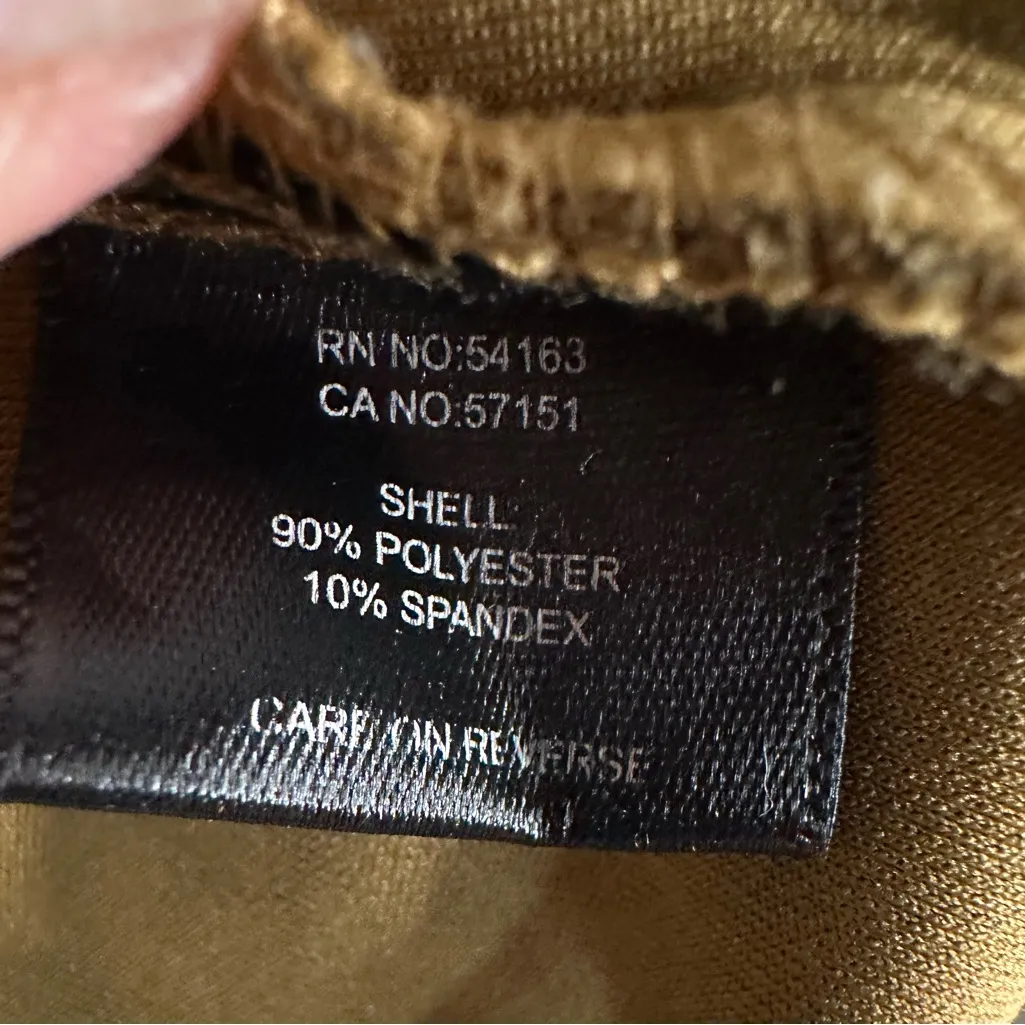 RN NO:54163
CA NO:57151
SHELL:
90% POLYESTER
10% SPANDEX
CARE ON REVERSE